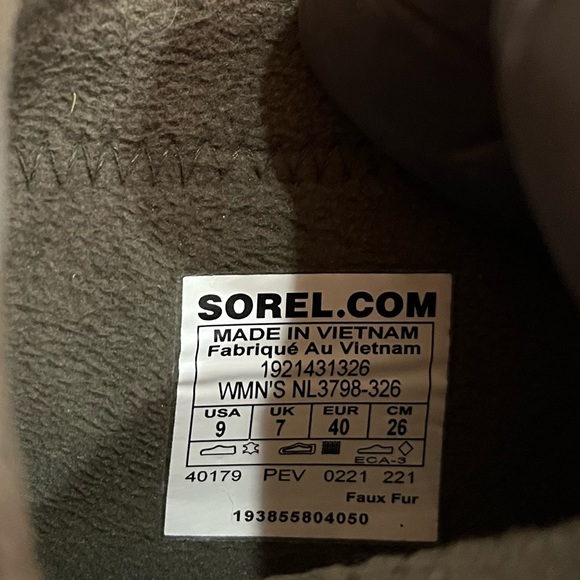 SOREL.COM
MADE IN VIETNAM
Fabriqué Au Vietnam
1921431326
WMN'S NL3798-326
USA UK EUR CM
9 7 40 26
ECA-3
40179 PEV 0221 221
Faux Fur
193855804050